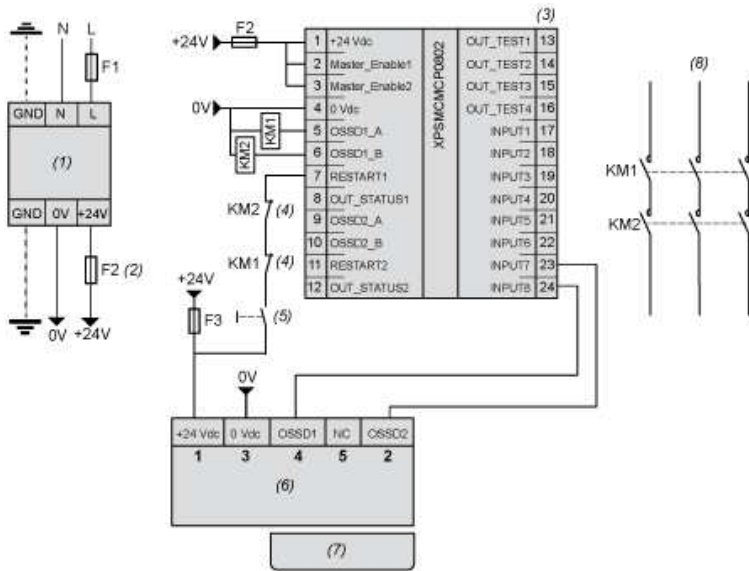 N L
F1
GND N L
(1)
GND 0V +24V
F2 (2)
0V +24V
(3)
+24V F2
0V
KM1
KM2
1 +24 Vdc
2 Master_Enable1
3 Master_Enable2
4 0 Vdc
5 OSSD1_A
6 OSSD1_B
7 RESTART1
8 OUT_STATUS1
9 OSSD2_A
10 OSSD2_B
11 RESTART2
12 OUT_STATUS2
XPSMCMCP0802
OUT_TEST1 13
OUT_TEST2 14
OUT_TEST3 15
OUT_TEST4 16
INPUT1 17
INPUT2 18
INPUT3 19
INPUT4 20
INPUT5 21
INPUT6 22
INPUT7 23
INPUT8 24
KM2 (4)
KM1 (4)
+24V
F3
(5)
0V
+24 Vdc 0 Vdc OSSD1 NC OSSD2
1 3 4 5 2
(6)
(7)
(8)
KM1
KM2